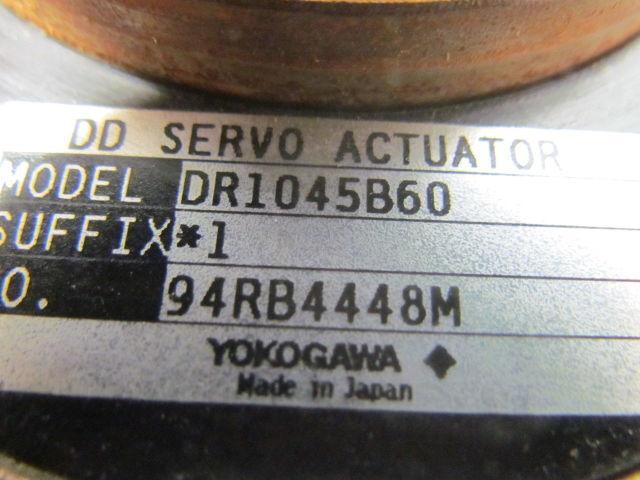 DD SERVO ACTUATOR
MODEL DR1045B60
SUFFIX *1
O. 94RB4448M
YOKOGAWA
Made in Japan